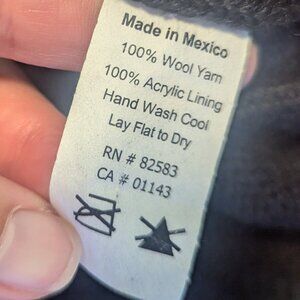 Made in Mexico
100% Wool Yarn
100% Acrylic Lining
Hand Wash Cool
Lay Flat to Dry
RN # 82583
CA # 01143